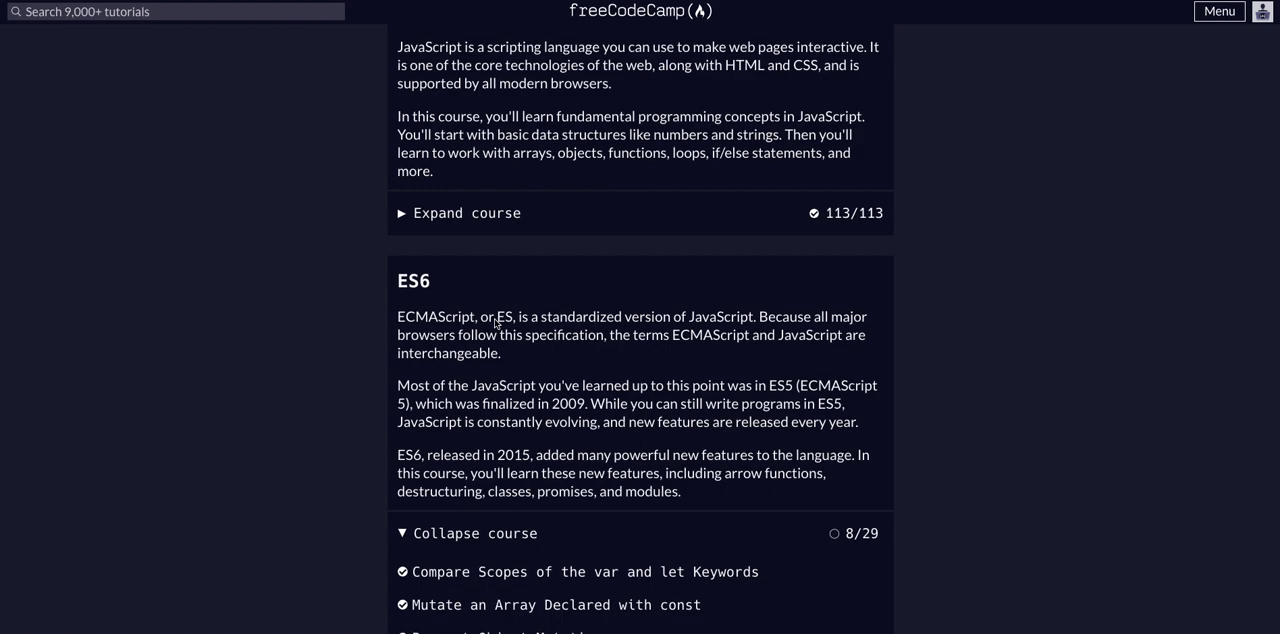 Search 9,000+ tutorials
freeCodeCamp
Menu
JavaScript is a scripting language you can use to make web pages interactive. It
is one of the core technologies of the web, along with HTML and CSS, and is
supported by all modern browsers.
In this course, you'll learn fundamental programming concepts in JavaScript.
You'll start with basic data structures like numbers and strings. Then you'll
learn to work with arrays, objects, functions, loops, if/else statements, and
more.
Expand course
113/113
ES6
ECMAScript, or ES, is a standardized version of JavaScript. Because all major
browsers follow this specification, the terms ECMAScript and JavaScript are
interchangeable.
Most of the JavaScript you've learned up to this point was in ES5 (ECMAScript
5), which was finalized in 2009. While you can still write programs in ES5,
JavaScript is constantly evolving, and new features are released every year.
ES6, released in 2015, added many powerful new features to the language. In
this course, you'll learn these new features, including arrow functions,
destructuring, classes, promises, and modules.
Collapse course
8/29
Compare Scopes of the var and let Keywords
Mutate an Array Declared with const